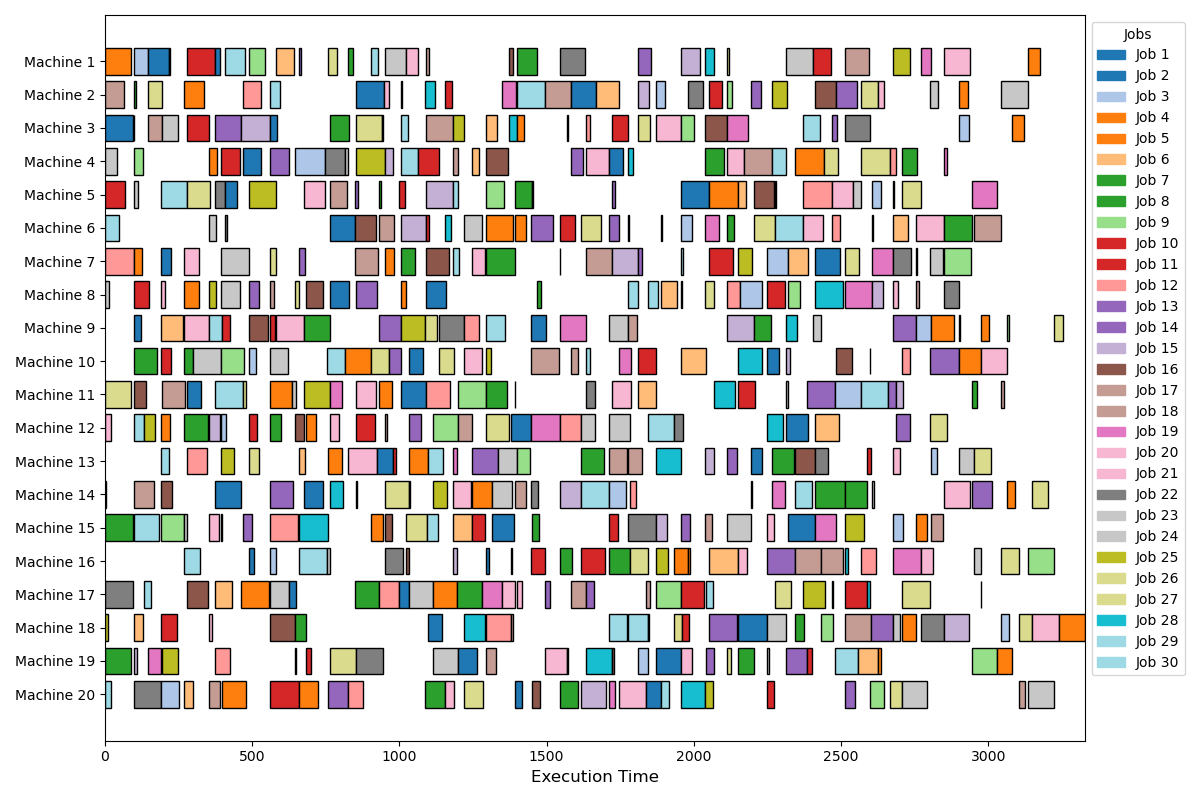 Machine 1
Machine 2
Machine 3
Machine 4
Machine 5
Machine 6
Machine 7
Machine 8
Machine 9
Machine 10
Machine 11
Machine 12
Machine 13
Machine 14
Machine 15
Machine 16
Machine 17
Machine 18
Machine 19
Machine 20
0 500 1000 1500 2000 2500 3000
Execution Time
Jobs
Job 1
Job 2
Job 3
Job 4
Job 5
Job 6
Job 7
Job 8
Job 9
Job 10
Job 11
Job 12
Job 13
Job 14
Job 15
Job 16
Job 17
Job 18
Job 19
Job 20
Job 21
Job 22
Job 23
Job 24
Job 25
Job 26
Job 27
Job 28
Job 29
Job 30